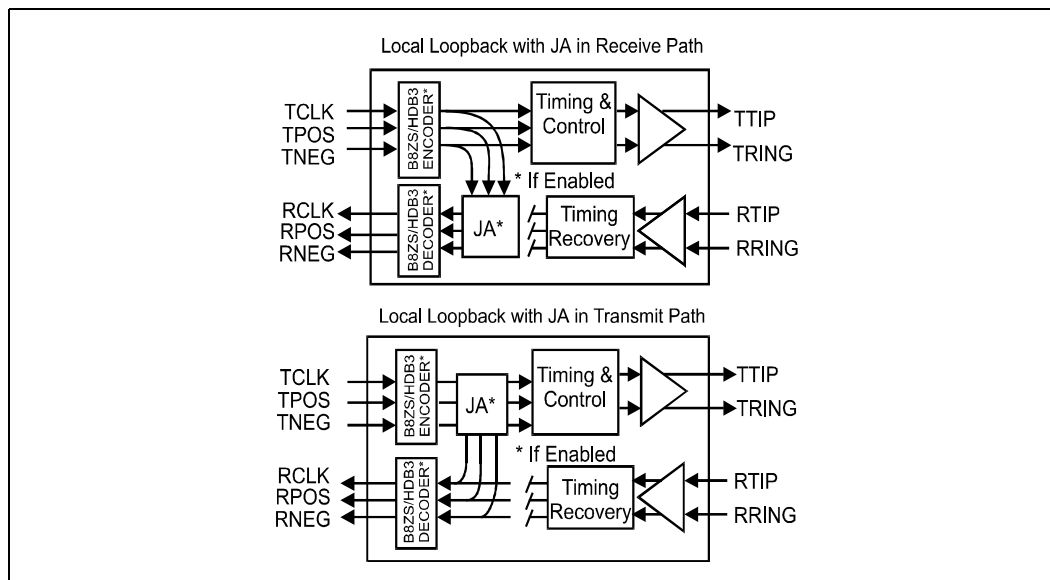 Local Loopback with JA in Receive Path
TCLK
TPOS
TNEG
B8ZS/HDB3
ENCODER*
Timing &
Control
TTIP
TRING
* If Enabled
RCLK
RPOS
RNEG
B8ZS/HDB3
DECODER*
JA*
Timing
Recovery
RTIP
RRING
Local Loopback with JA in Transmit Path
TCLK
TPOS
TNEG
B8ZS/HDB3
ENCODER*
JA*
Timing &
Control
TTIP
TRING
* If Enabled
RCLK
RPOS
RNEG
B8ZS/HDB3
DECODER*
Timing
Recovery
RTIP
RRING